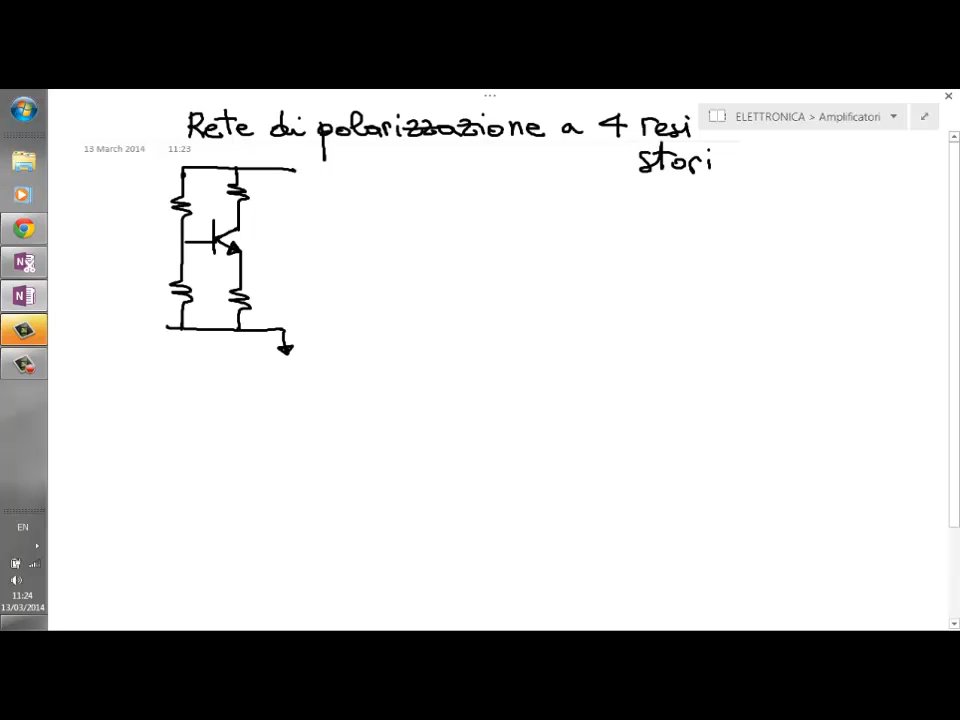 Rete di polarizzazione a 4 resi
stori
ELETTRONICA > Amplificatori
13 March 2014 11:23
EN
11:24
13/03/2014